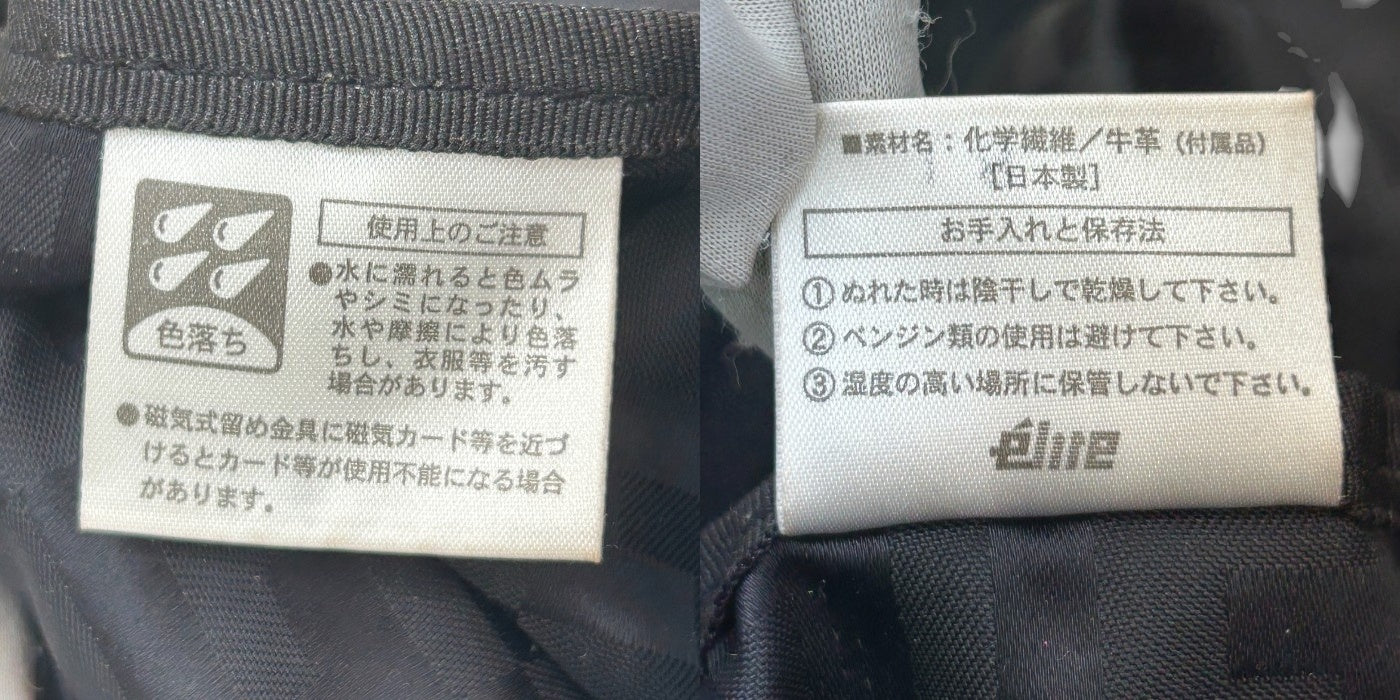 色落ち
使用上のご注意
●水に濡れると色ムラ
やシミになったり、
水や摩擦により色落
ちし、衣服等を汚す
場合があります。
●磁気式留め金具に磁気カード等を近づ
けるとカード等が使用不能になる場合
があります。
■素材名：化学繊維／牛革（付属品）
［日本製］
お手入れと保存法
①ぬれた時は陰干しで乾燥して下さい。
②ベンジン類の使用は避けて下さい。
③湿度の高い場所に保管しないで下さい。
élite